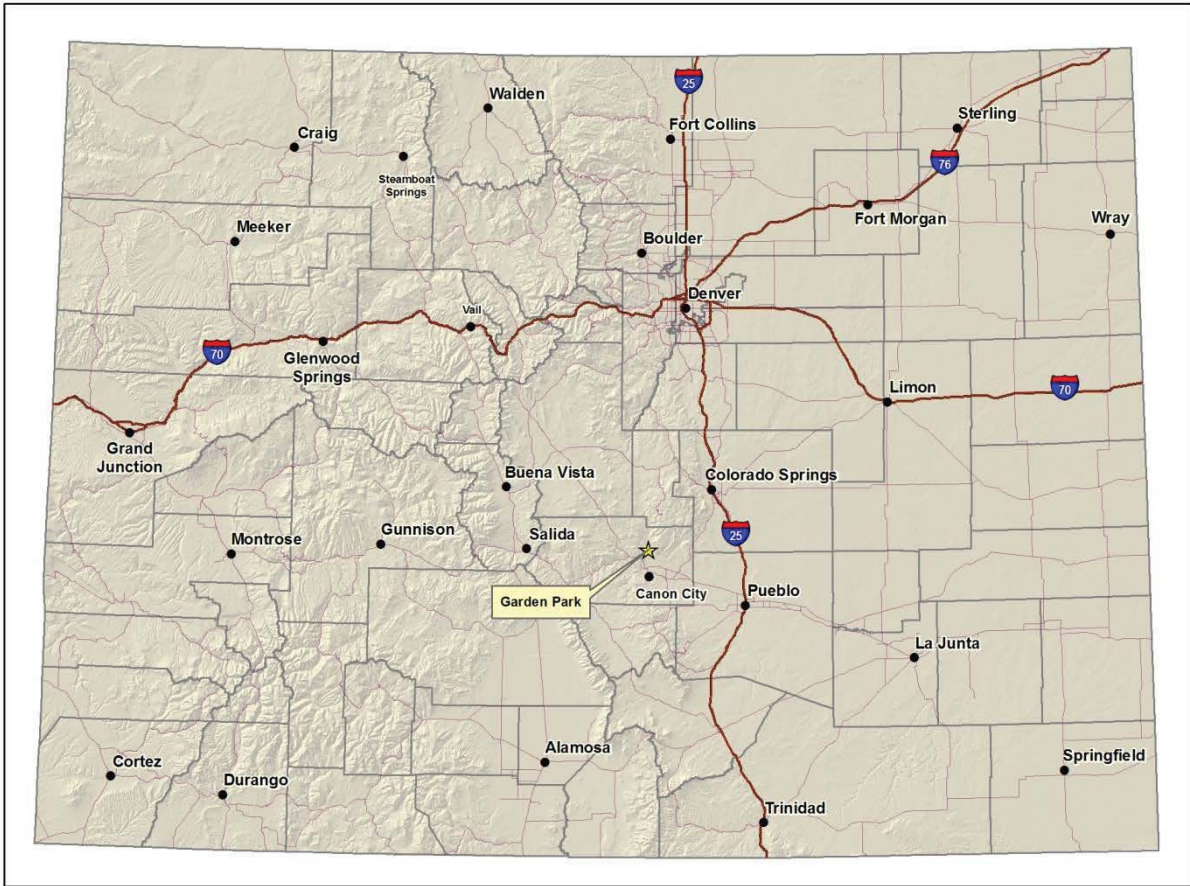 25
Walden
Sterling
Fort Collins
Craig
76
Steamboat
Springs
Fort Morgan
Wray
Meeker
Boulder
Denver
Vail
70
Glenwood
Springs
Limon
70
Grand
Junction
Buena Vista
Colorado Springs
Gunnison
Salida
25
Montrose
Garden Park
Canon City
Pueblo
La Junta
Alamosa
Springfield
Cortez
Durango
Trinidad